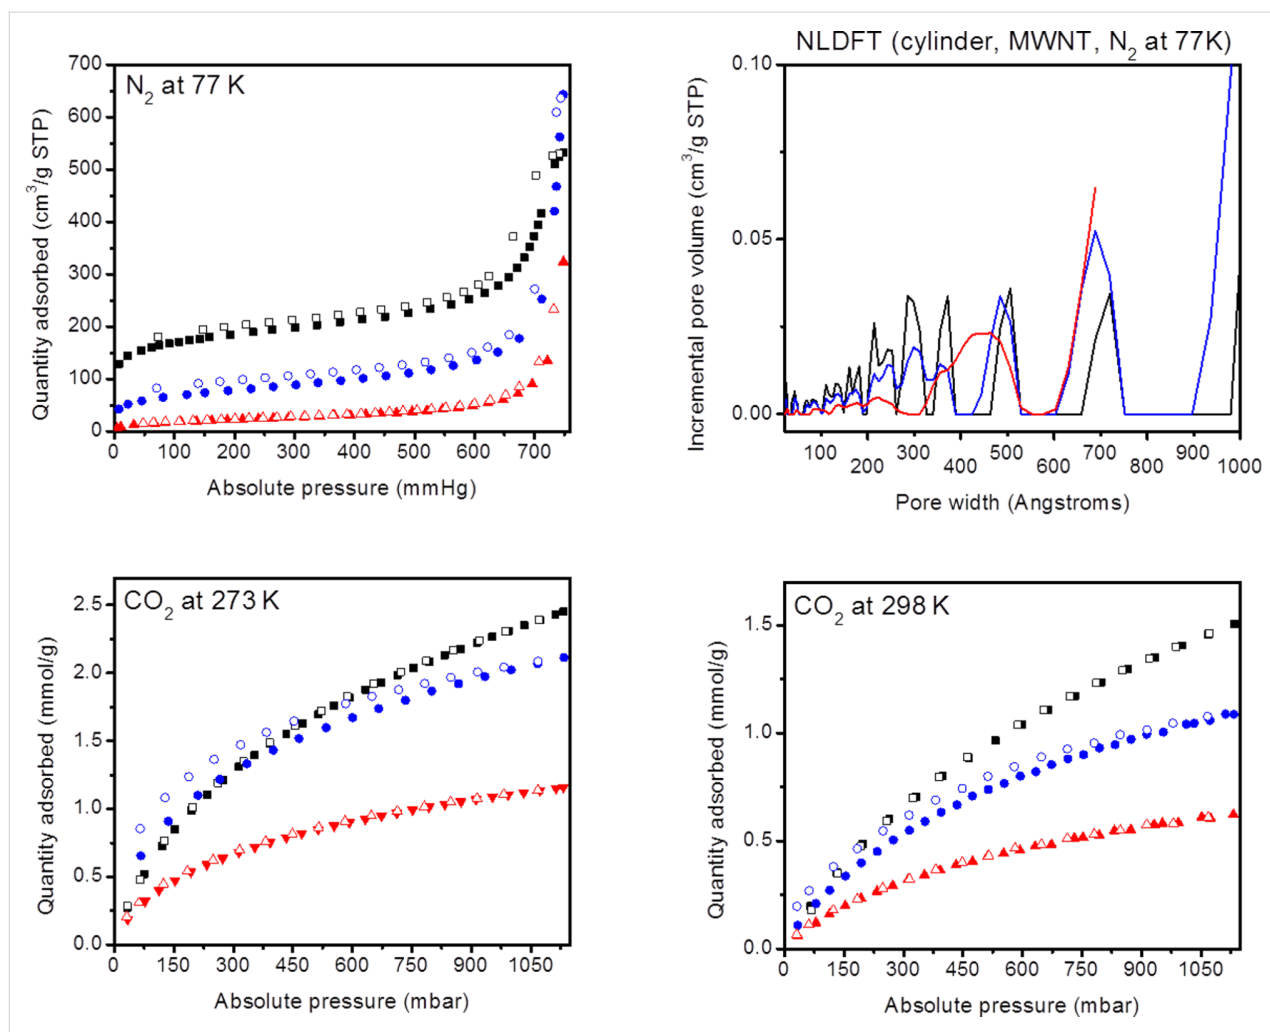 N2 at 77 K
Quantity adsorbed (cm3/g STP)
700
600
500
400
300
200
100
0
0 100 200 300 400 500 600 700
Absolute pressure (mmHg)
NLDFT (cylinder, MWNT, N2 at 77K)
Incremental pore volume (cm3/g STP)
0.10
0.05
0.00
100 300 500 700 900
200 400 600 800 1000
Pore width (Angstroms)
CO2 at 273 K
Quantity adsorbed (mmol/g)
2.5
2.0
1.5
1.0
0.5
0.0
0 150 300 450 600 750 900 1050
Absolute pressure (mbar)
CO2 at 298 K
Quantity adsorbed (mmol/g)
1.5
1.0
0.5
0.0
0 150 300 450 600 750 900 1050
Absolute pressure (mbar)